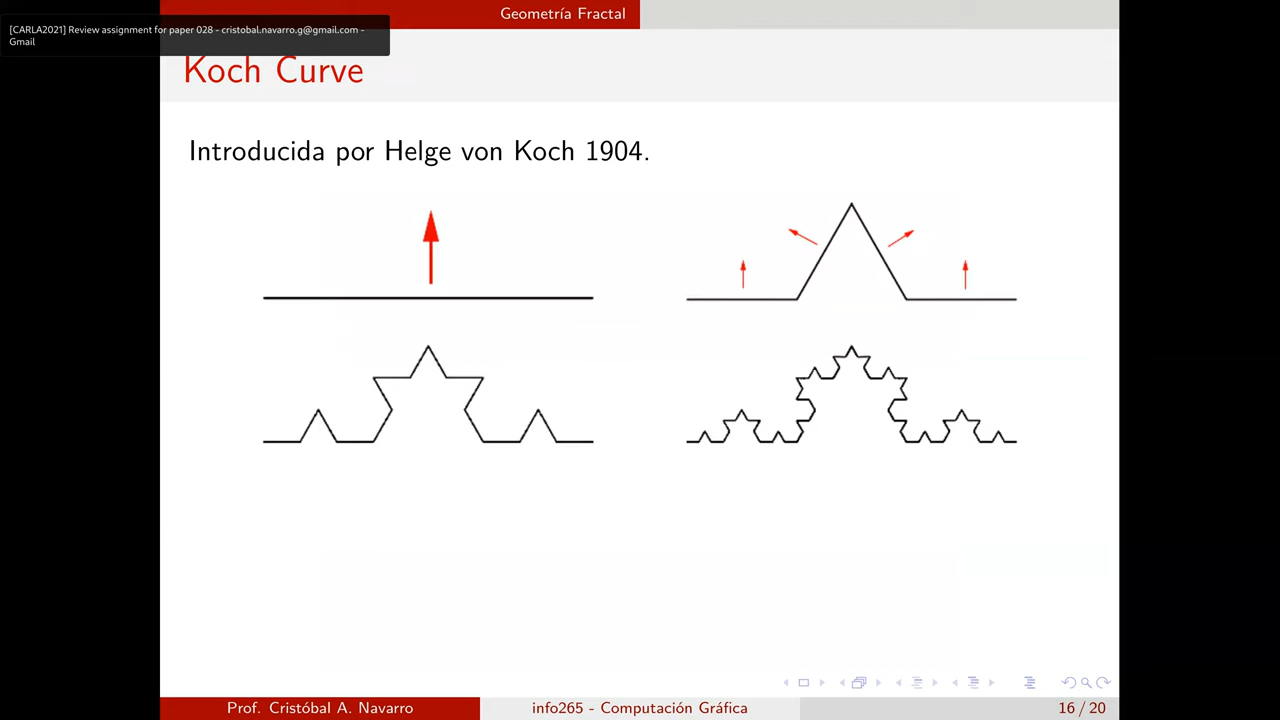 Geometría Fractal
[CARLA2021] Review assignment for paper 028 - cristobal.navarro.g@gmail.com -
Gmail
Koch Curve
Introducida por Helge von Koch 1904.
Prof. Cristóbal A. Navarro
info265 - Computación Gráfica
16 / 20